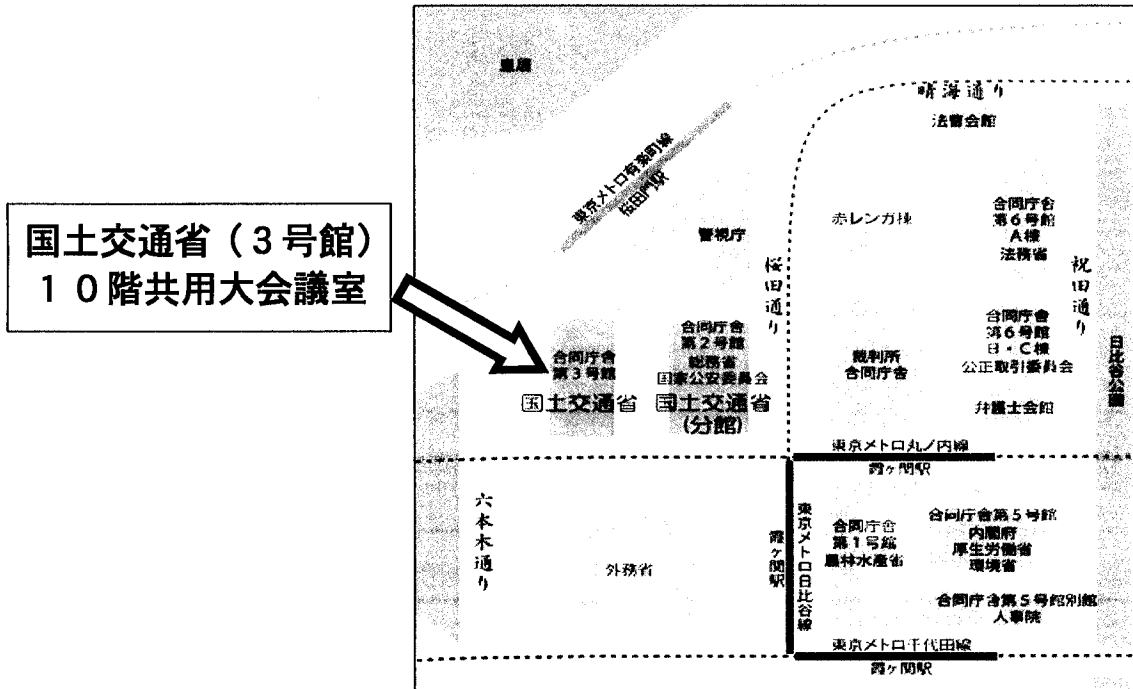 国土交通省（３号館）
１０階共用大会議室
皇居
晴海通り
法曹会館
東京メトロ有楽町線
桜田門駅
警視庁
桜田通り
赤レンガ棟
合同庁舎
第６号館
Ａ棟
法務省
祝田通り
合同庁舎
第３号館
国土交通省
合同庁舎
第２号館
総務省
国家公安委員会
国土交通省
(分館)
裁判所
合同庁舎
合同庁舎
第６号館
Ｂ・Ｃ棟
公正取引委員会
弁護士会館
日比谷公園
東京メトロ丸ノ内線
霞ヶ関駅
六本木通り
外務省
霞ヶ関駅
東京メトロ日比谷線
合同庁舎
第１号館
農林水産省
合同庁舎第５号館
内閣府
厚生労働省
環境省
合同庁舎第５号館別館
人事院
東京メトロ千代田線
霞ヶ関駅